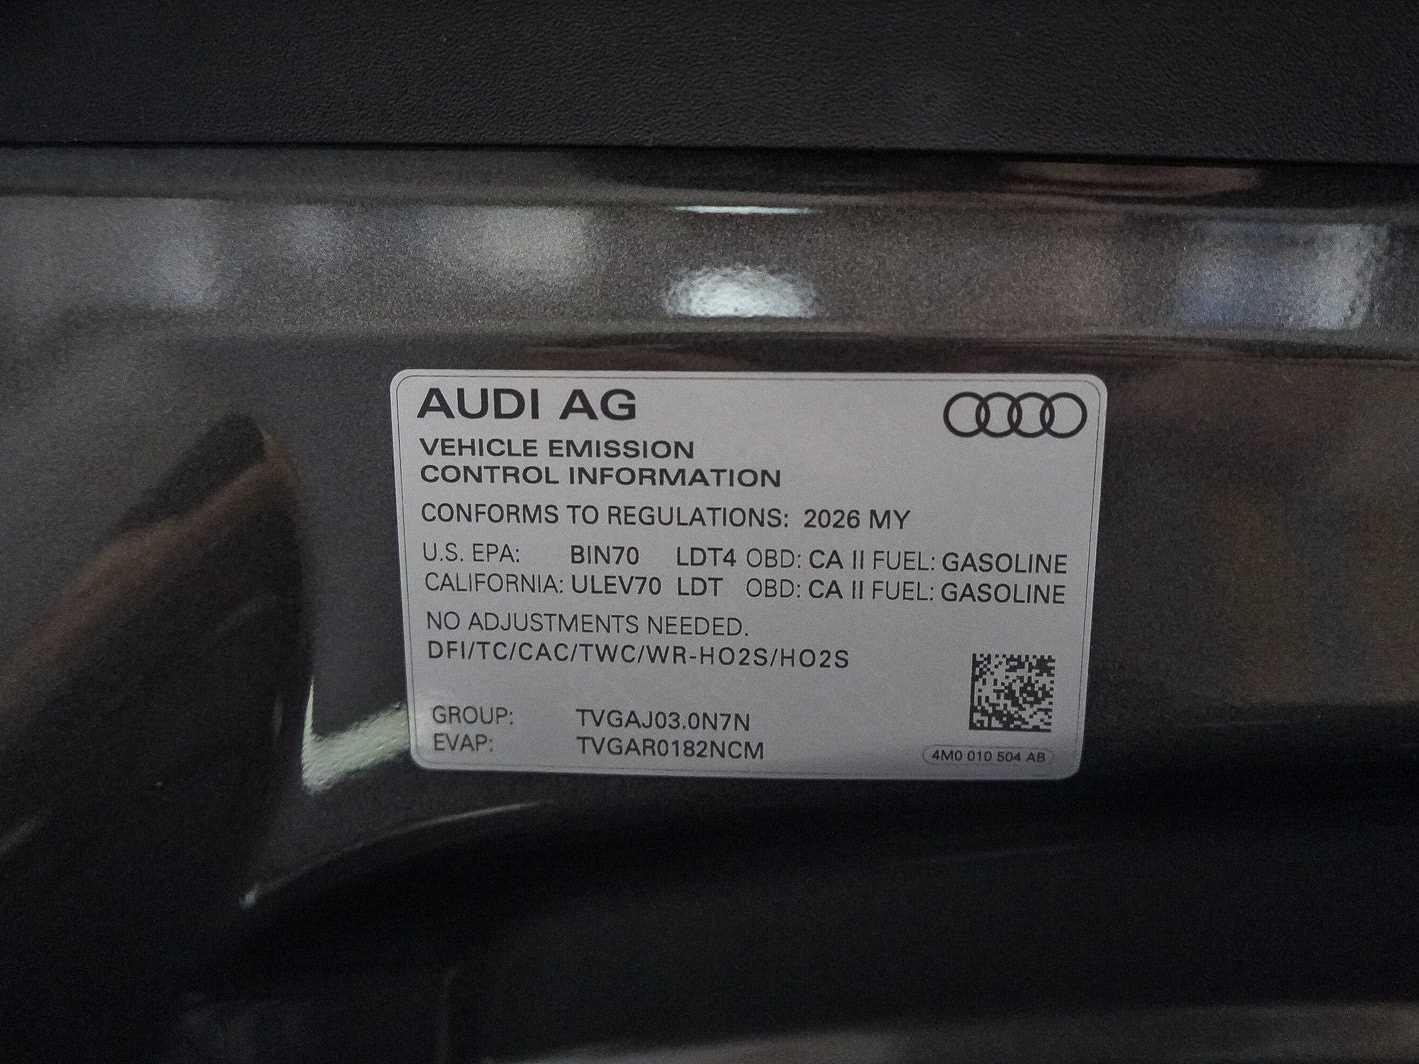 AUDI AG
VEHICLE EMISSION
CONTROL INFORMATION
CONFORMS TO REGULATIONS: 2026 MY
U.S. EPA: BIN70 LDT4 OBD: CA II FUEL: GASOLINE
CALIFORNIA: ULEV70 LDT OBD: CA II FUEL: GASOLINE
NO ADJUSTMENTS NEEDED.
DFI/TC/CAC/TWC/WR-HO2S/HO2S
GROUP: TVGAJ03.0N7N
EVAP: TVGAR0182NCM
4M0 010 504 AB